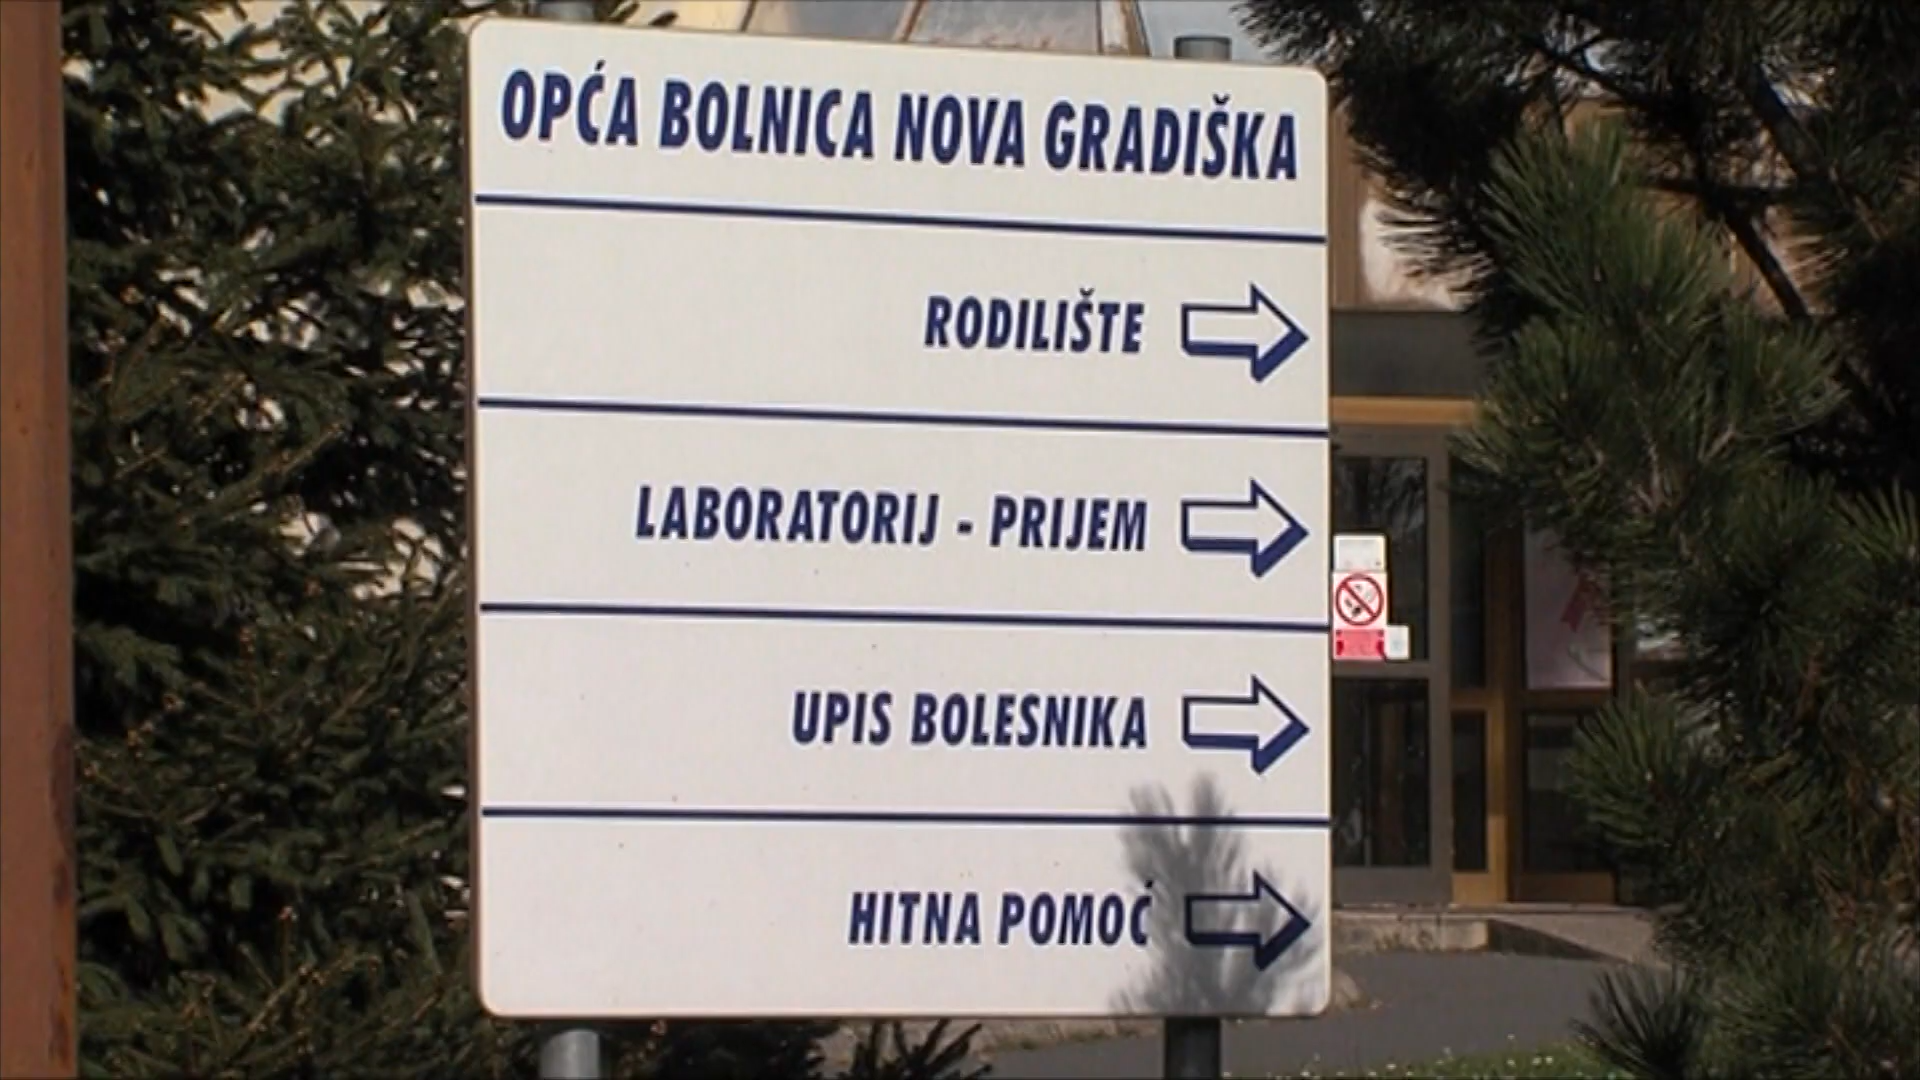 OPĆA BOLNICA NOVA GRADIŠKA
RODILIŠTE
LABORATORIJ - PRIJEM
UPIS BOLESNIKA
HITNA POMOĆ